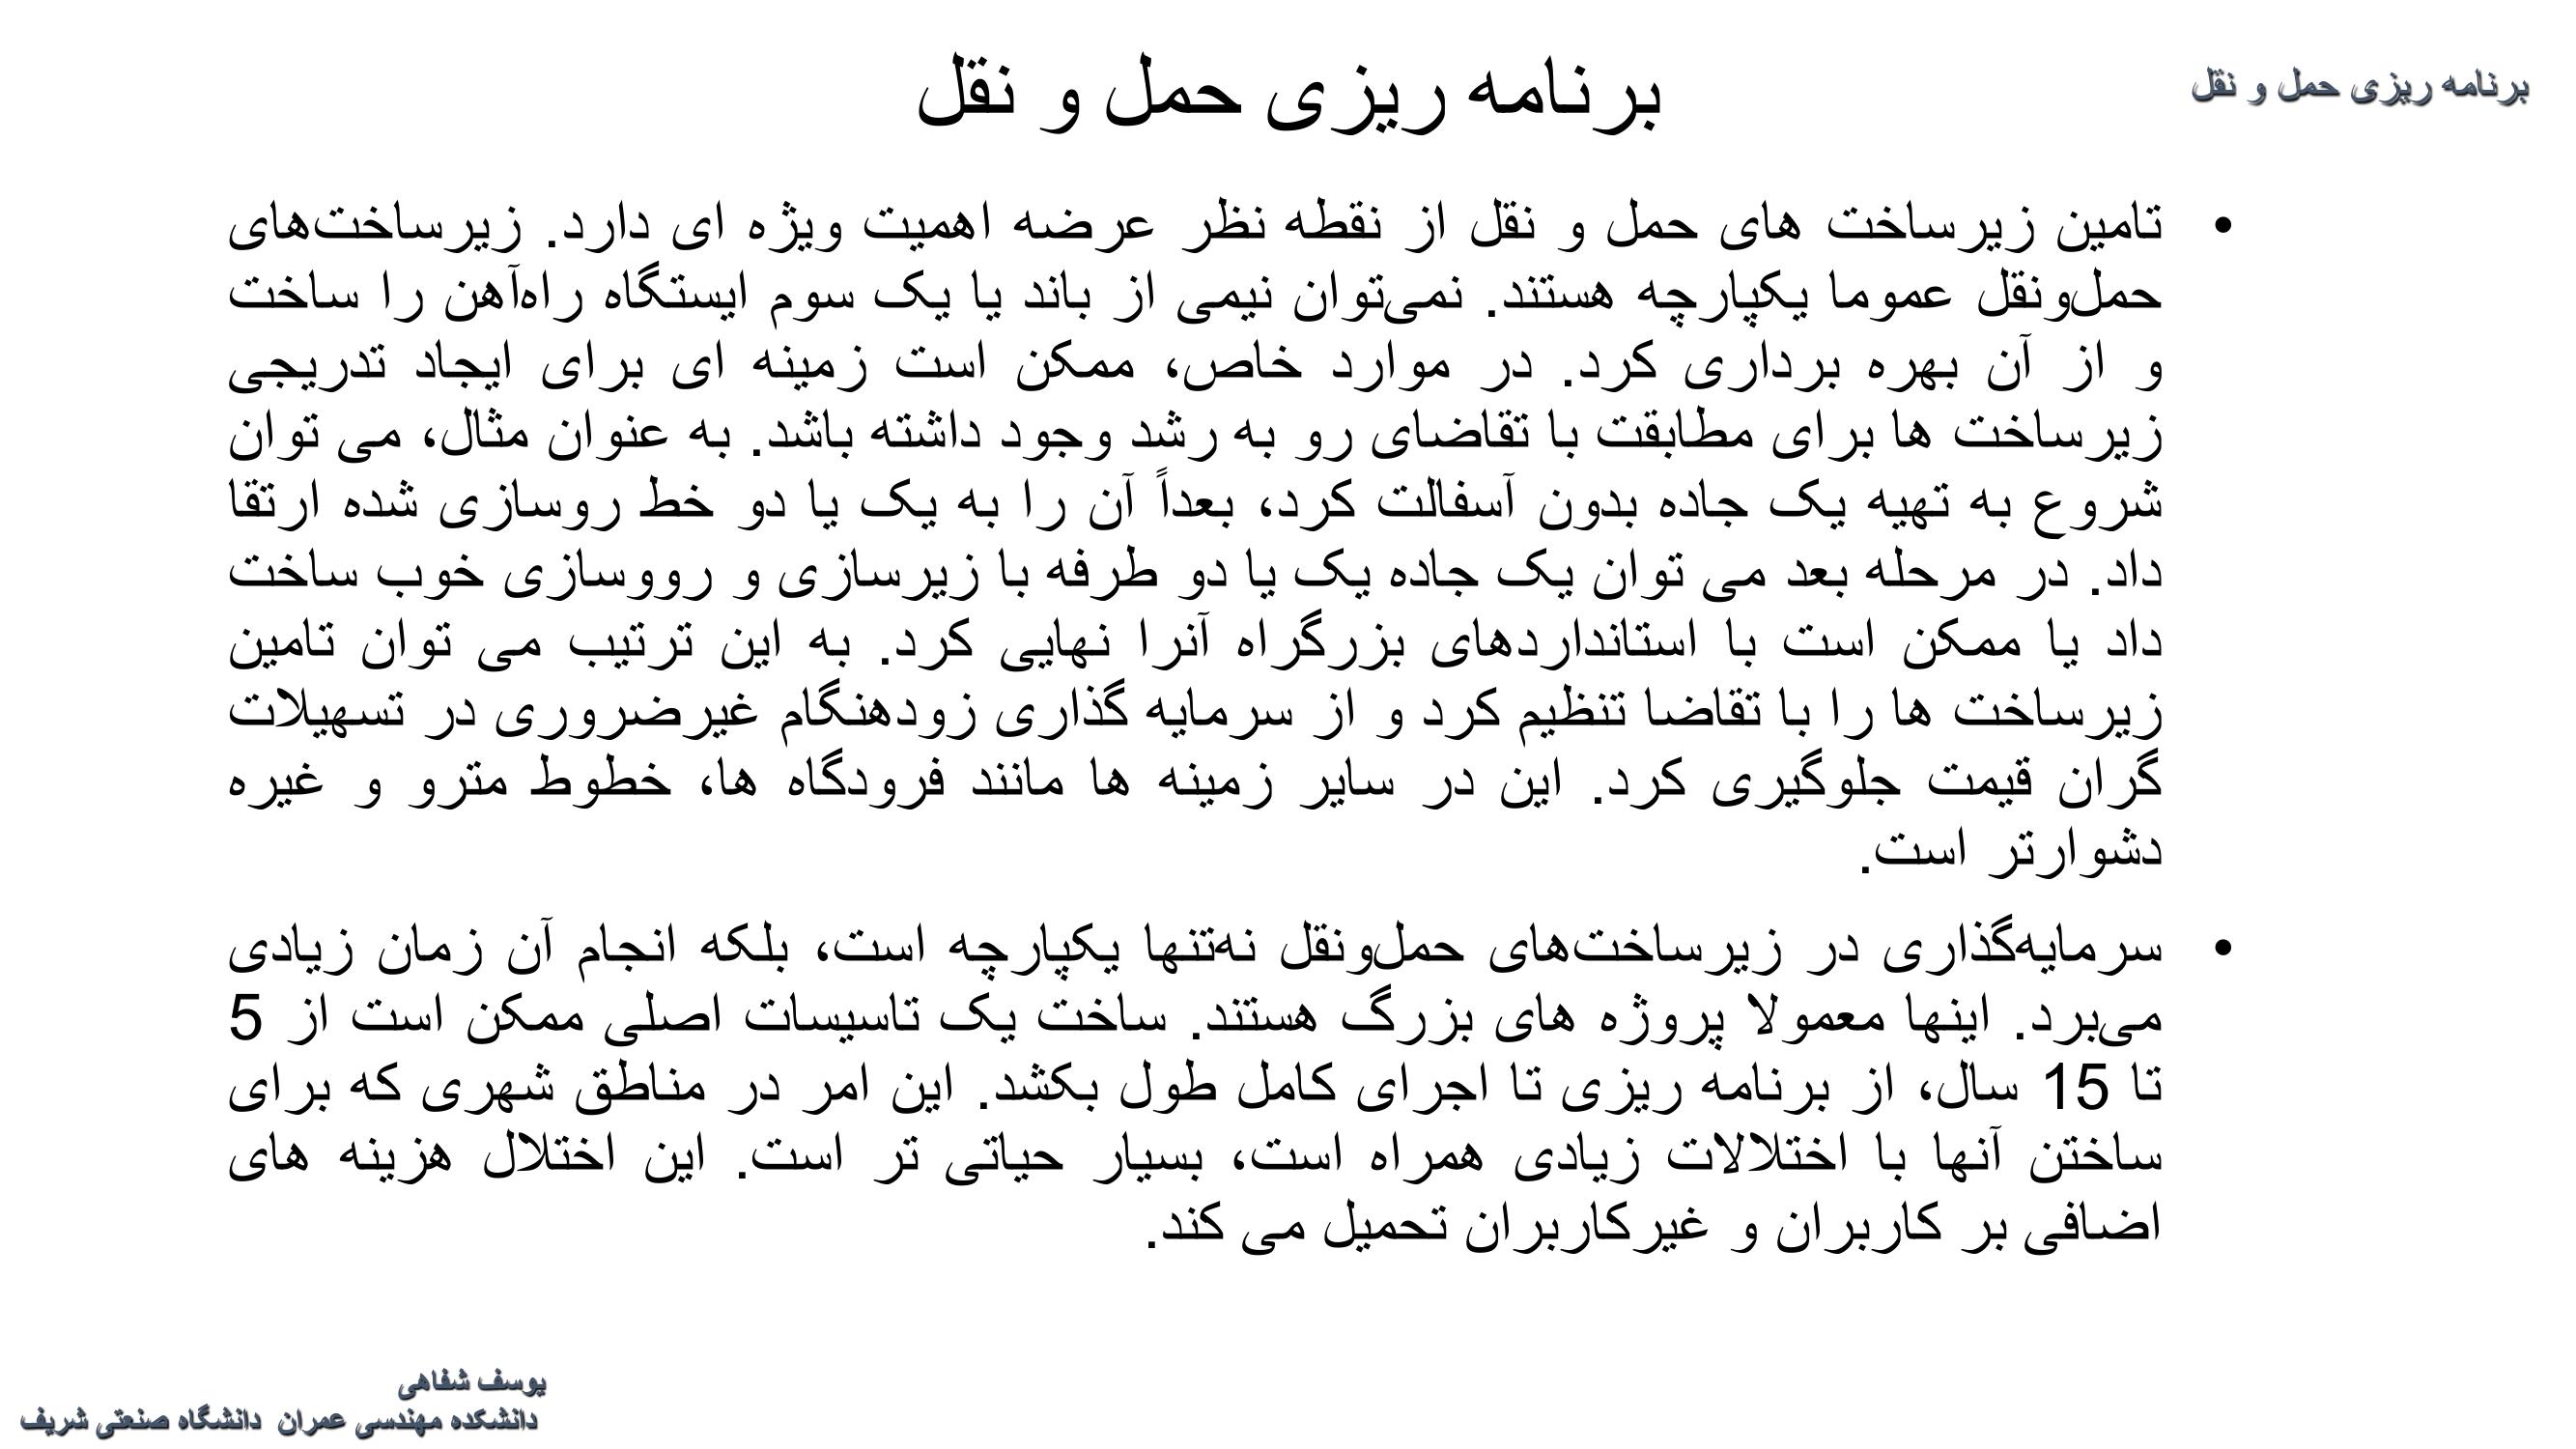 برنامه ریزی حمل و نقل
برنامه ریزی حمل و نقل
• تامین زیرساخت های حمل و نقل از نقطه نظر عرضه اهمیت ویژه ای دارد. زیرساخت‌های
حمل‌ونقل عموما یکپارچه هستند. نمی‌توان نیمی از باند یا یک سوم ایستگاه راه‌آهن را ساخت
و از آن بهره برداری کرد. در موارد خاص، ممکن است زمینه ای برای ایجاد تدریجی
زیرساخت ها برای مطابقت با تقاضای رو به رشد وجود داشته باشد. به عنوان مثال، می توان
شروع به تهیه یک جاده بدون آسفالت کرد، بعداً آن را به یک یا دو خط روسازی شده ارتقا
داد. در مرحله بعد می توان یک جاده یک یا دو طرفه با زیرسازی و رووسازی خوب ساخت
داد یا ممکن است با استانداردهای بزرگراه آنرا نهایی کرد. به این ترتیب می توان تامین
زیرساخت ها را با تقاضا تنظیم کرد و از سرمایه گذاری زودهنگام غیرضروری در تسهیلات
گران قیمت جلوگیری کرد. این در سایر زمینه ها مانند فرودگاه ها، خطوط مترو و غیره
دشوارتر است.
• سرمایه‌گذاری در زیرساخت‌های حمل‌ونقل نه‌تنها یکپارچه است، بلکه انجام آن زمان زیادی
می‌برد. اینها معمولا پروژه های بزرگ هستند. ساخت یک تاسیسات اصلی ممکن است از 5
تا 15 سال، از برنامه ریزی تا اجرای کامل طول بکشد. این امر در مناطق شهری که برای
ساختن آنها با اختلالات زیادی همراه است، بسیار حیاتی تر است. این اختلال هزینه های
اضافی بر کاربران و غیرکاربران تحمیل می کند.
یوسف شفاهی
دانشکده مهندسی عمران دانشگاه صنعتی شریف